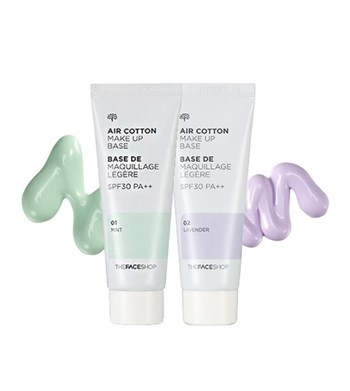 AIR COTTON
MAKE UP
BASE
BASE DE
MAQUILLAGE
LÉGÈRE
SPF30 PA++
01
MINT
THEFACESHOP
AIR COTTON
MAKE UP
BASE
BASE DE
MAQUILLAGE
LÉGÈRE
SPF30 PA++
02
LAVENDER
THEFACESHOP